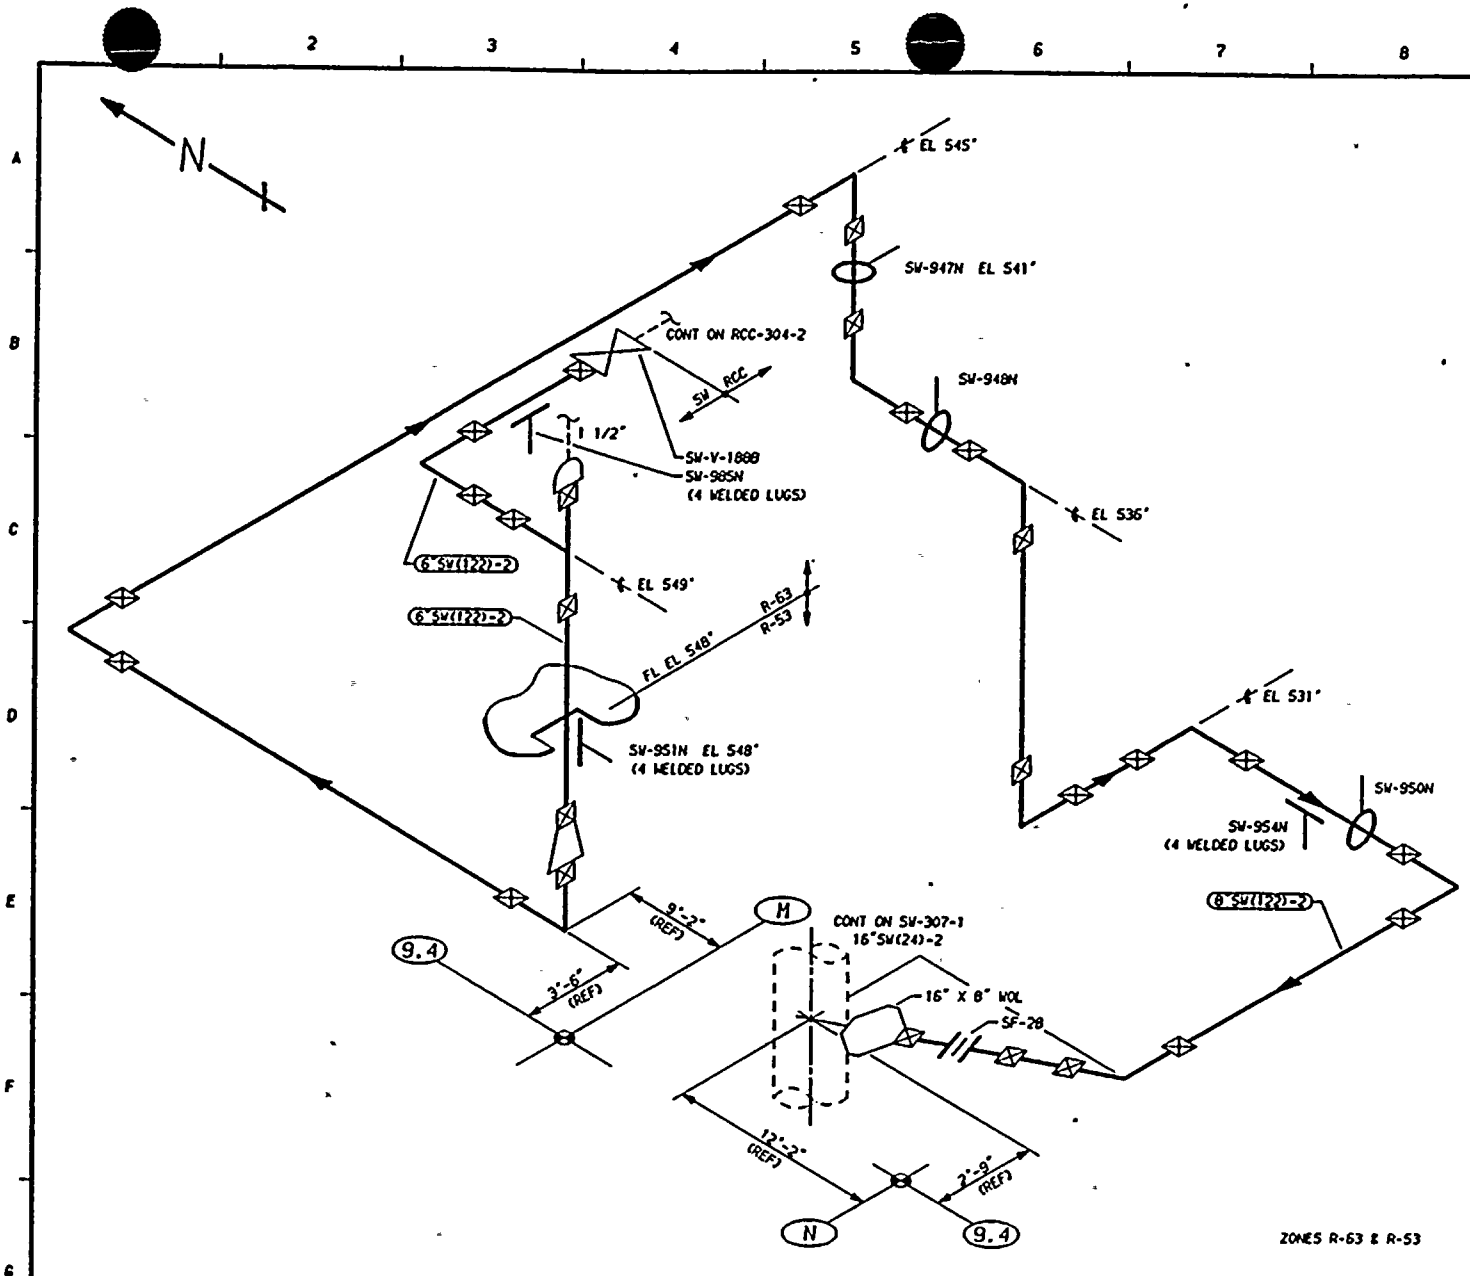 2 3 4 5 6 7 8
A
N
℄ EL 545'
SW-947N EL 541'
B
CONT ON RCC-304-2
SW RCC
SW-948N
1 1/2"
SW-V-188B
SW-985N
(4 WELDED LUGS)
C
℄ EL 536'
6"SW(122)-2
℄ EL 549'
6"SW(122)-2
R-63
R-53
FL EL 548'
D
℄ EL 531'
SW-951N EL 548'
(4 WELDED LUGS)
SW-950N
SW-954N
(4 WELDED LUGS)
E
9'-2"
(REF)
M
8"SW(122)-2
CONT ON SW-307-1
16"SW(24)-2
9.4
3'-6"
(REF)
16" X 8" WOL
SF-28
F
12'-2"
(REF)
2'-9"
(REF)
N
9.4
ZONES R-63 & R-53
G